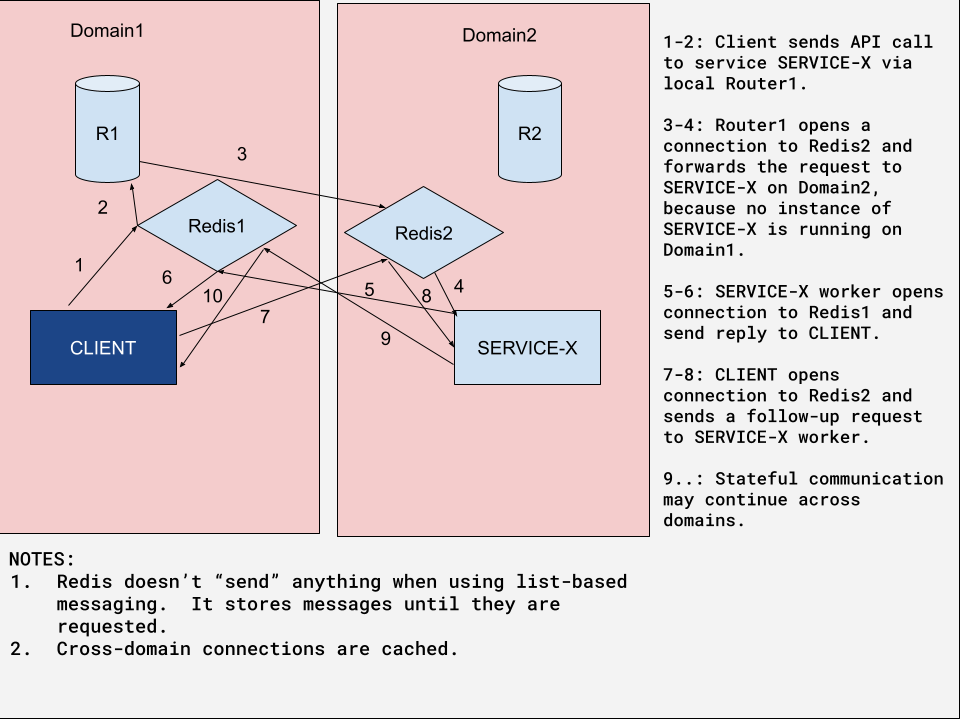 Domain1
Domain2
R1
R2
3
2
Redis1
Redis2
1
6
10
5
8
4
7
9
CLIENT
SERVICE-X
1-2: Client sends API call
to service SERVICE-X via
local Router1.
3-4: Router1 opens a
connection to Redis2 and
forwards the request to
SERVICE-X on Domain2,
because no instance of
SERVICE-X is running on
Domain1.
5-6: SERVICE-X worker opens
connection to Redis1 and
send reply to CLIENT.
7-8: CLIENT opens
connection to Redis2 and
sends a follow-up request
to SERVICE-X worker.
9..: Stateful communication
may continue across
domains.
NOTES:
1. Redis doesn’t “send” anything when using list-based
messaging. It stores messages until they are
requested.
2. Cross-domain connections are cached.